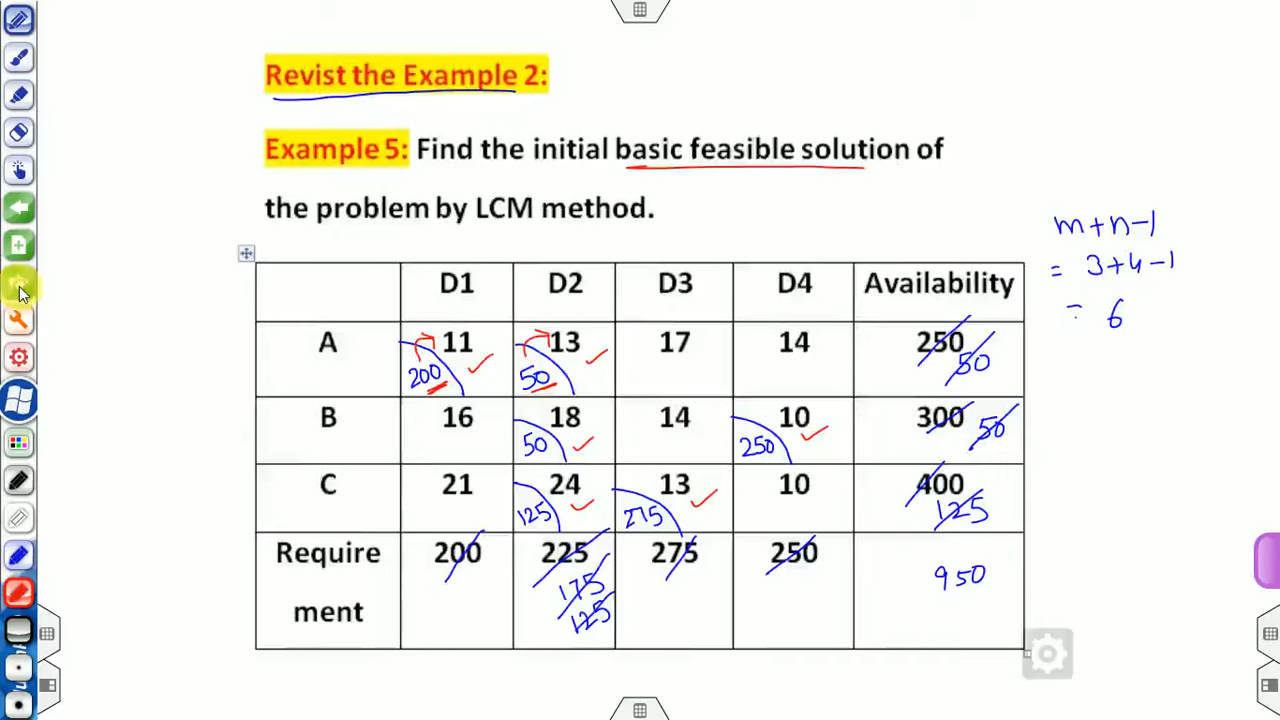 Revist the Example 2:
Example 5: Find the initial basic feasible solution of
the problem by LCM method.
m+n-1
= 3+4-1
= 6
D1 D2 D3 D4 Availability
A 11 13 17 14 250
200 50 50
B 16 18 14 10 300
50 250 50
C 21 24 13 10 400
125 275 125
Require 200 225 275 250
175 950
ment 125